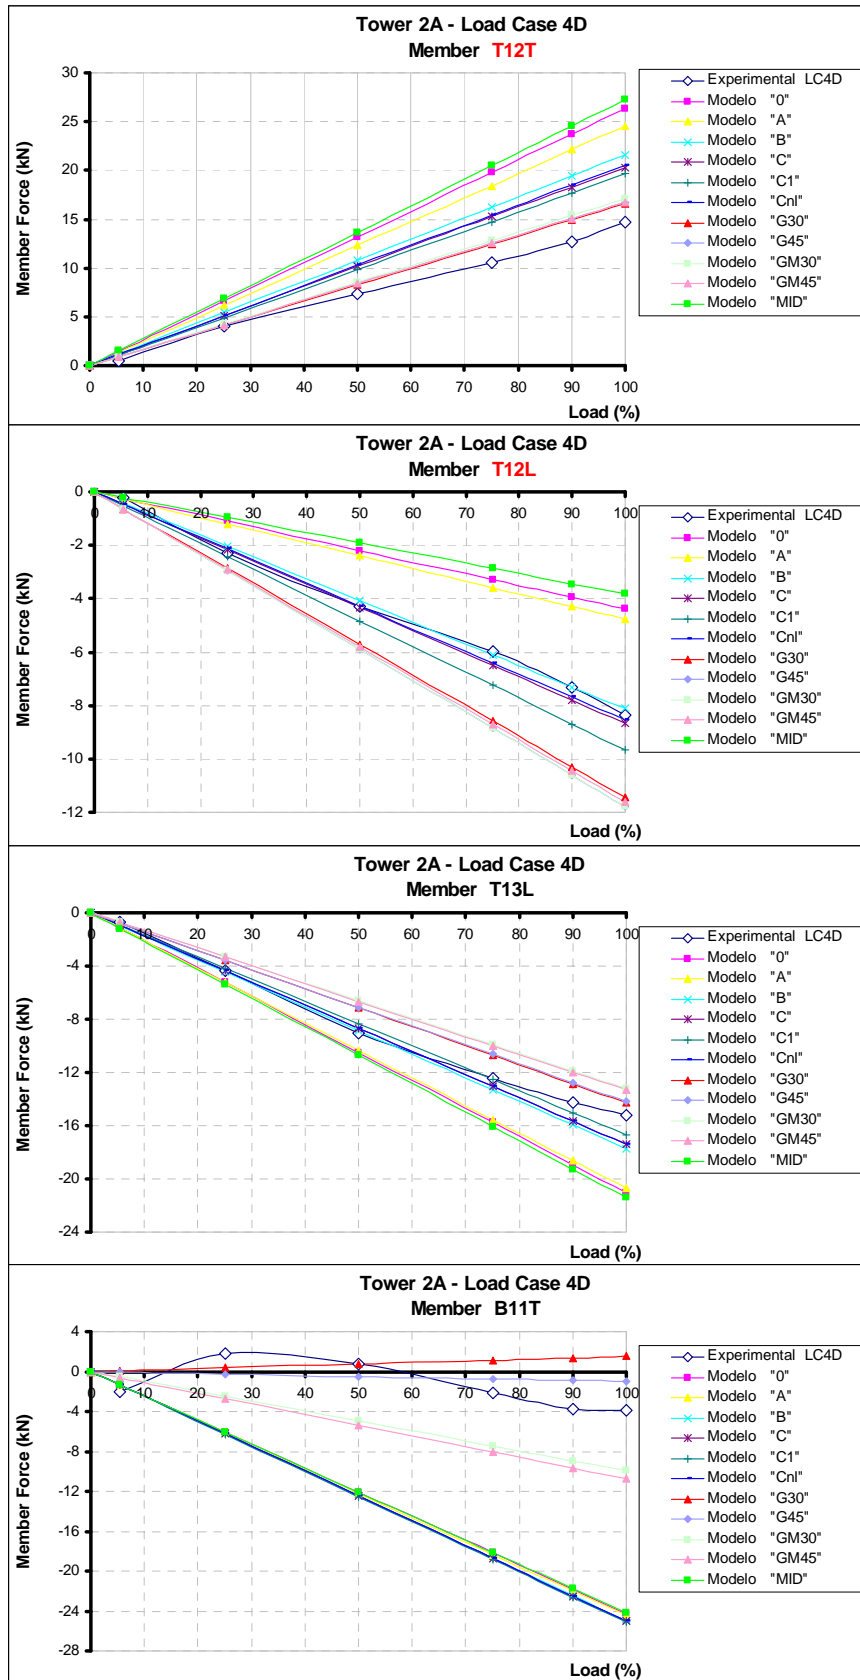 Tower 2A - Load Case 4D
Member T12T
30
25
20
15
10
5
0
0 10 20 30 40 50 60 70 80 90 100
Member Force (kN)
Load (%)
Experimental LC4D
Modelo "0"
Modelo "A"
Modelo "B"
Modelo "C"
Modelo "C1"
Modelo "Cnl"
Modelo "G30"
Modelo "G45"
Modelo "GM30"
Modelo "GM45"
Modelo "MID"
Tower 2A - Load Case 4D
Member T12L
0
-2
-4
-6
-8
-10
-12
0 10 20 30 40 50 60 70 80 90 100
Member Force (kN)
Load (%)
Experimental LC4D
Modelo "0"
Modelo "A"
Modelo "B"
Modelo "C"
Modelo "C1"
Modelo "Cnl"
Modelo "G30"
Modelo "G45"
Modelo "GM30"
Modelo "GM45"
Modelo "MID"
Tower 2A - Load Case 4D
Member T13L
0
-4
-8
-12
-16
-20
-24
0 10 20 30 40 50 60 70 80 90 100
Member Force (kN)
Load (%)
Experimental LC4D
Modelo "0"
Modelo "A"
Modelo "B"
Modelo "C"
Modelo "C1"
Modelo "Cnl"
Modelo "G30"
Modelo "G45"
Modelo "GM30"
Modelo "GM45"
Modelo "MID"
Tower 2A - Load Case 4D
Member B11T
4
0
-4
-8
-12
-16
-20
-24
-28
0 10 20 30 40 50 60 70 80 90 100
Member Force (kN)
Load (%)
Experimental LC4D
Modelo "0"
Modelo "A"
Modelo "B"
Modelo "C"
Modelo "C1"
Modelo "Cnl"
Modelo "G30"
Modelo "G45"
Modelo "GM30"
Modelo "GM45"
Modelo "MID"